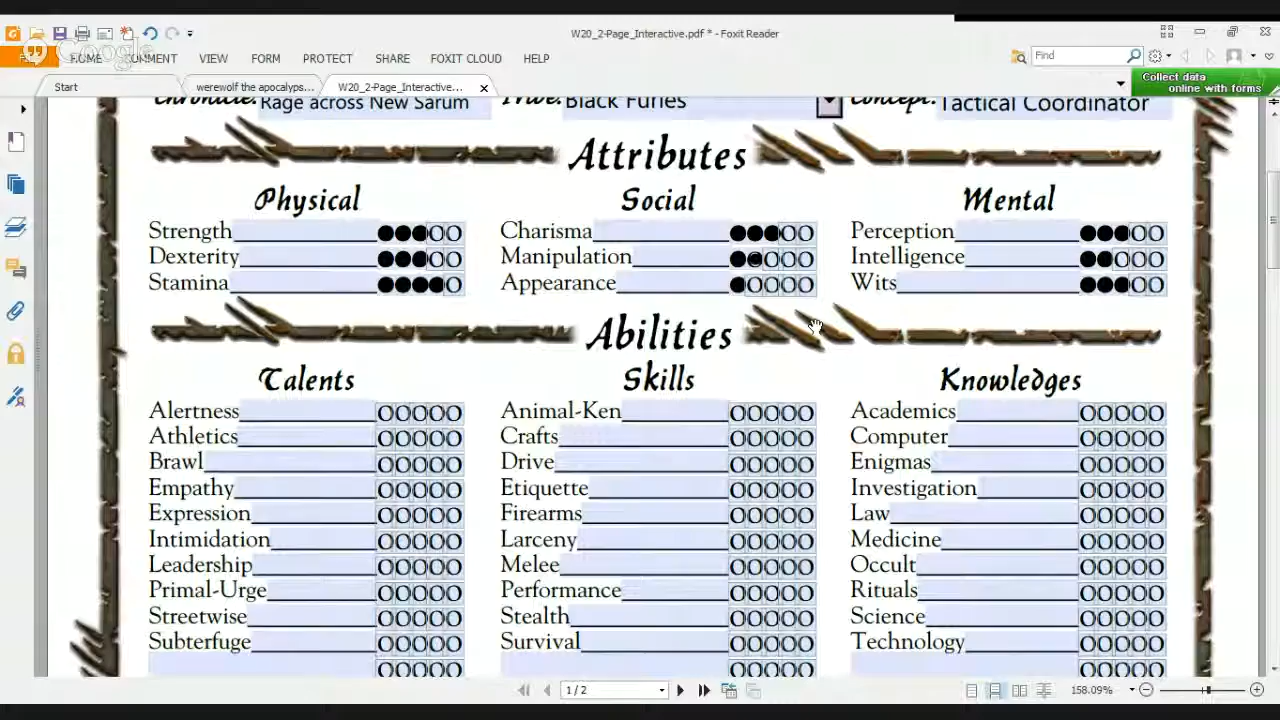 W20_2-Page_Interactive.pdf * - Foxit Reader
Google
HOME COMMENT VIEW FORM PROTECT SHARE FOXIT CLOUD HELP
Find
Start werewolf the apocalyps... W20_2-Page_Interactive...
Collect data
online with forms
Chronicle: Rage across New Sarum Tribe: Black Furies Concept: Tactical Coordinator
Attributes
Physical Social Mental
Strength Charisma Perception
Dexterity Manipulation Intelligence
Stamina Appearance Wits
Abilities
Talents Skills Knowledges
Alertness Animal-Ken Academics
Athletics Crafts Computer
Brawl Drive Enigmas
Empathy Etiquette Investigation
Expression Firearms Law
Intimidation Larceny Medicine
Leadership Melee Occult
Primal-Urge Performance Rituals
Streetwise Stealth Science
Subterfuge Survival Technology
1 / 2 158.09%